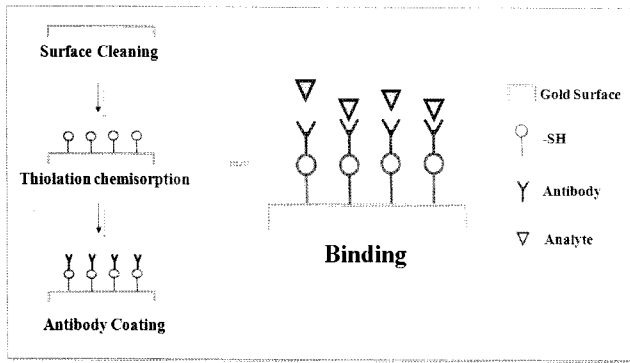 Surface Cleaning
Thiolation chemisorption
Antibody Coating
Binding
Gold Surface
-SH
Antibody
Analyte